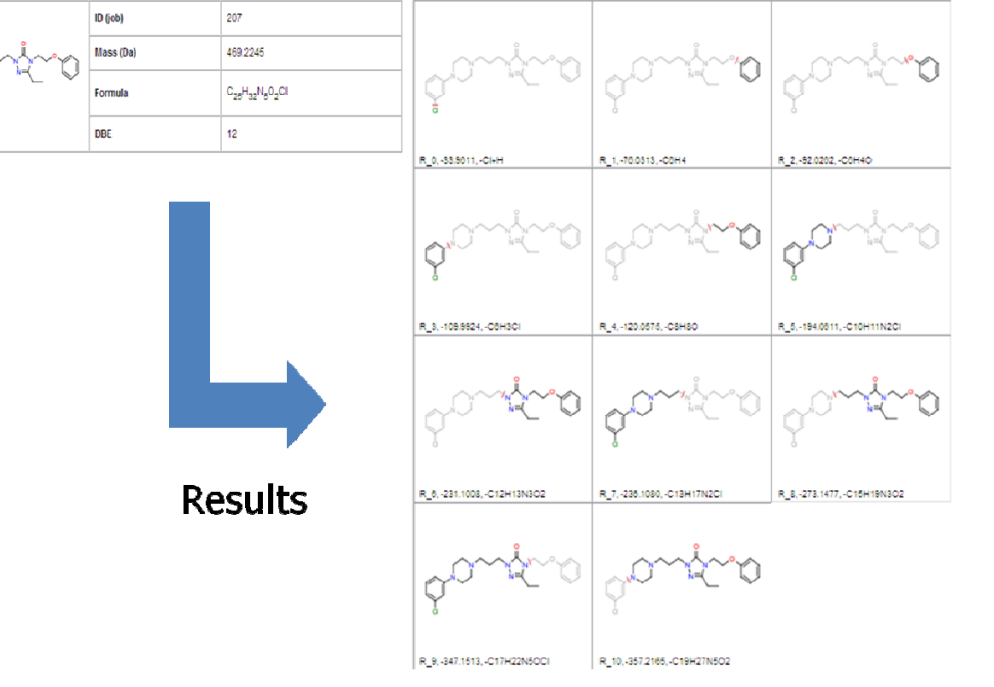 ID (job) 207
Mass (Da) 469.2245
Formula C25H32N5O2Cl
DBE 12
R_0,-33.9611,-Cl+H
R_1,-76.0313,-C6H4
R_2,-92.0262,-C6H4O
R_3,-109.9924,-C6H3Cl
R_4,-120.0575,-C8H8O
R_5,-194.0611,-C10H11N2Cl
R_6,-231.1008,-C12H13N3O2
R_7,-236.1080,-C13H17N2Cl
R_8,-273.1477,-C15H19N3O2
Results
R_9,-347.1513,-C17H22N5OCl
R_10,-357.2165,-C19H27N5O2